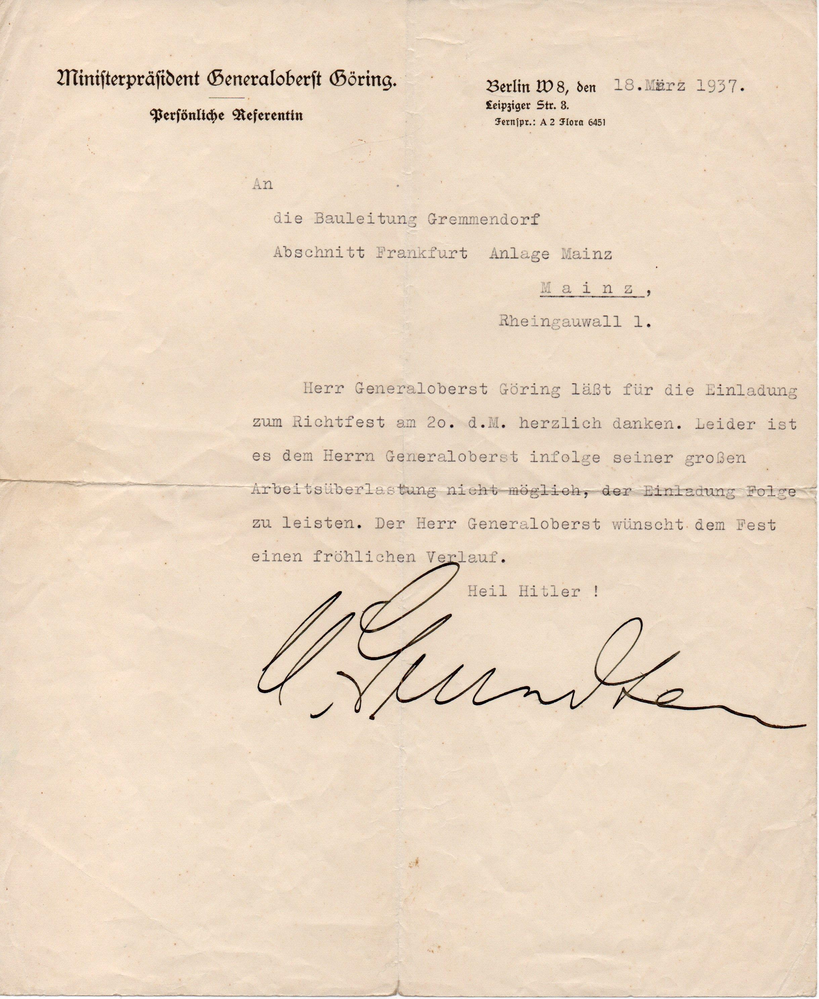 Ministerpräsident Generaloberst Göring.
Persönliche Referentin
Berlin W 8, den 18.März 1937.
Leipziger Str. 3.
Fernspr.: A 2 Flora 6451
An
die Bauleitung Gremmendorf
Abschnitt Frankfurt Anlage Mainz
M a i n z ,
Rheingauwall 1.
Herr Generaloberst Göring läßt für die Einladung
zum Richtfest am 2o. d.M. herzlich danken. Leider ist
es dem Herrn Generaloberst infolge seiner großen
Arbeitsüberlastung nicht möglich, der Einladung Folge
zu leisten. Der Herr Generaloberst wünscht dem Fest
einen fröhlichen Verlauf.
Heil Hitler !